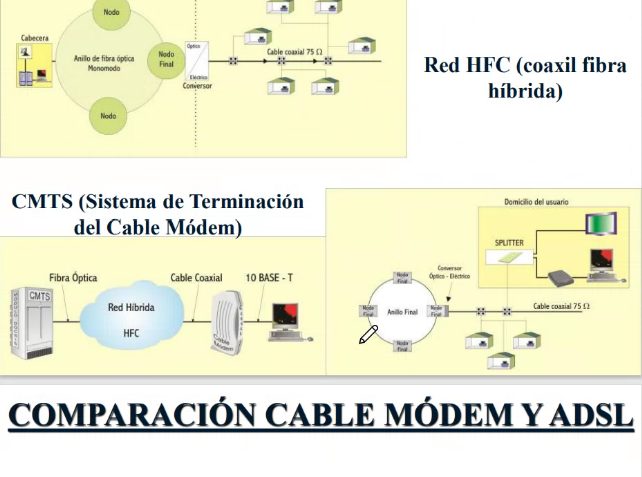 Nodo
Cabecera
Anillo de fibra óptica
Monomodo
Nodo
Final
Óptico
Eléctrico
Conversor
Cable coaxial 75 Ω
Nodo
Red HFC (coaxil fibra
híbrida)
CMTS (Sistema de Terminación
del Cable Módem)
Fibra Óptica
Cable Coaxial
10 BASE - T
CMTS
Red Híbrida
HFC
Cable
Modem
Domicilio del usuario
SPLITTER
Conversor
Óptico - Eléctrico
Nodo
Final
Nodo
Final
Anillo Final
Nodo
Final
Nodo
Final
Cable coaxial 75 Ω
COMPARACIÓN CABLE MÓDEM Y ADSL